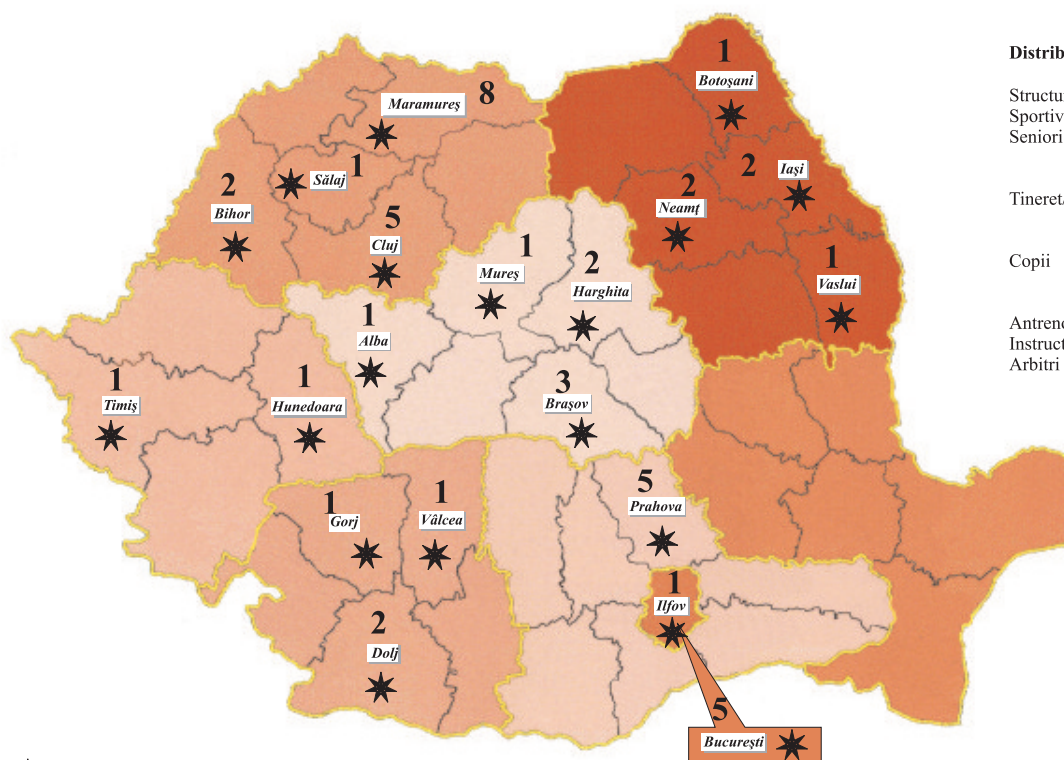 1
Botoşani
8
Maramureş
1
Sălaj
2
Bihor
5
Cluj
2
Iaşi
2
Neamţ
1
Vaslui
1
Mureş
2
Harghita
1
Alba
3
Braşov
1
Timiş
1
Hunedoara
1
Gorj
1
Vâlcea
5
Prahova
1
Ilfov
2
Dolj
5
Bucureşti
Distrib
Structu
Sportiv
Seniori
Tineret
Copii
Antreno
Instruct
Arbitri